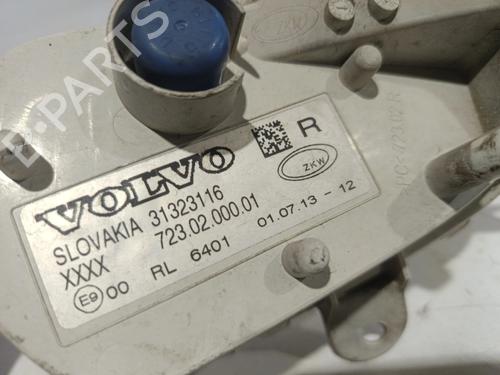 VOLVO R
SLOVAKIA 31323116 ZKW
XXXX 723.02.000.01
E9 00 RL 6401 01.07.13 - 12
B-PARTS